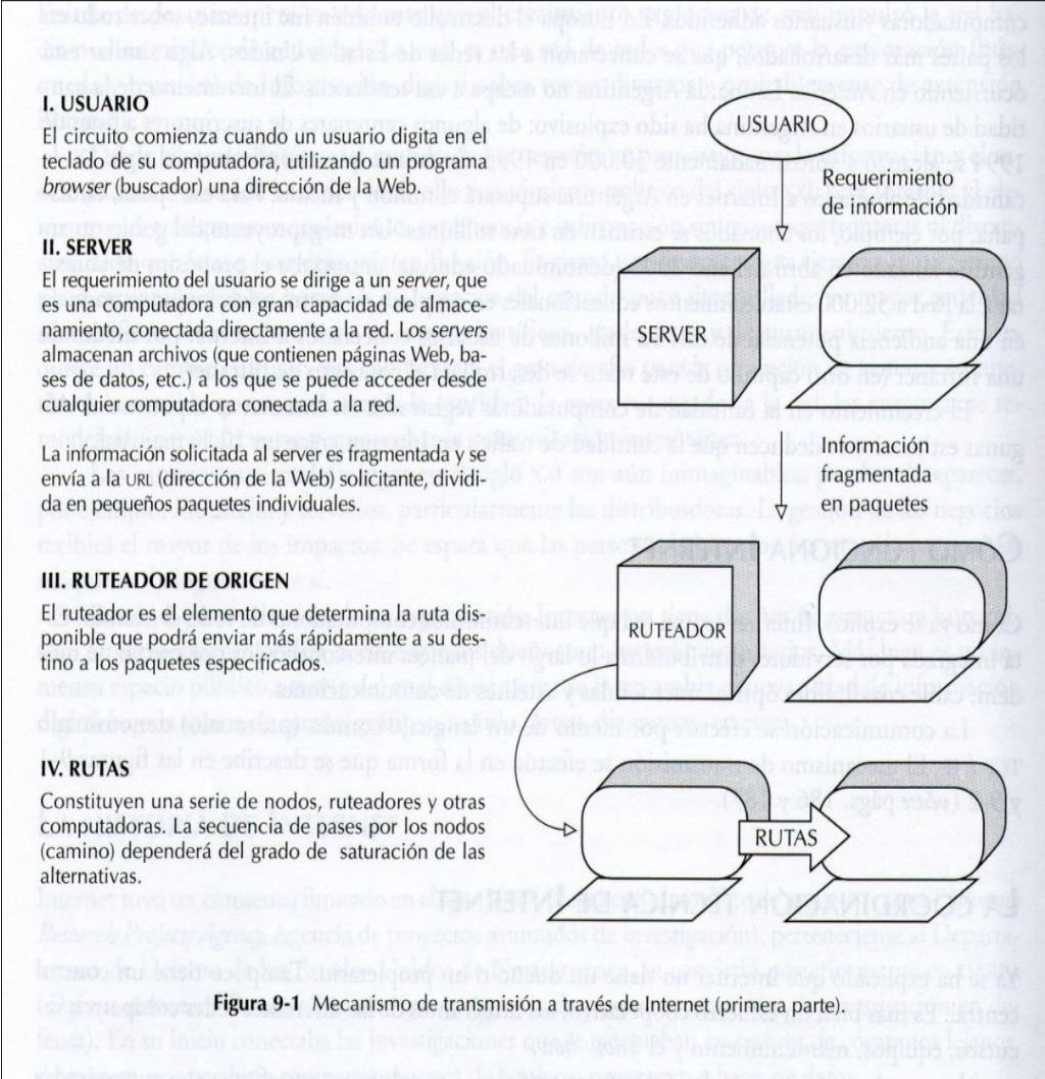 I. USUARIO
El circuito comienza cuando un usuario digita en el
teclado de su computadora, utilizando un programa
browser (buscador) una dirección de la Web.
II. SERVER
El requerimiento del usuario se dirige a un server, que
es una computadora con gran capacidad de almace-
namiento, conectada directamente a la red. Los servers
almacenan archivos (que contienen páginas Web, ba-
ses de datos, etc.) a los que se puede acceder desde
cualquier computadora conectada a la red.
La información solicitada al server es fragmentada y se
envía a la URL (dirección de la Web) solicitante, dividi-
da en pequeños paquetes individuales.
III. RUTEADOR DE ORIGEN
El ruteador es el elemento que determina la ruta dis-
ponible que podrá enviar más rápidamente a su des-
tino a los paquetes especificados.
IV. RUTAS
Constituyen una serie de nodos, ruteadores y otras
computadoras. La secuencia de pases por los nodos
(camino) dependerá del grado de saturación de las
alternativas.
USUARIO
Requerimiento
de información
SERVER
Información
fragmentada
en paquetes
RUTEADOR
RUTAS
Figura 9-1 Mecanismo de transmisión a través de Internet (primera parte).